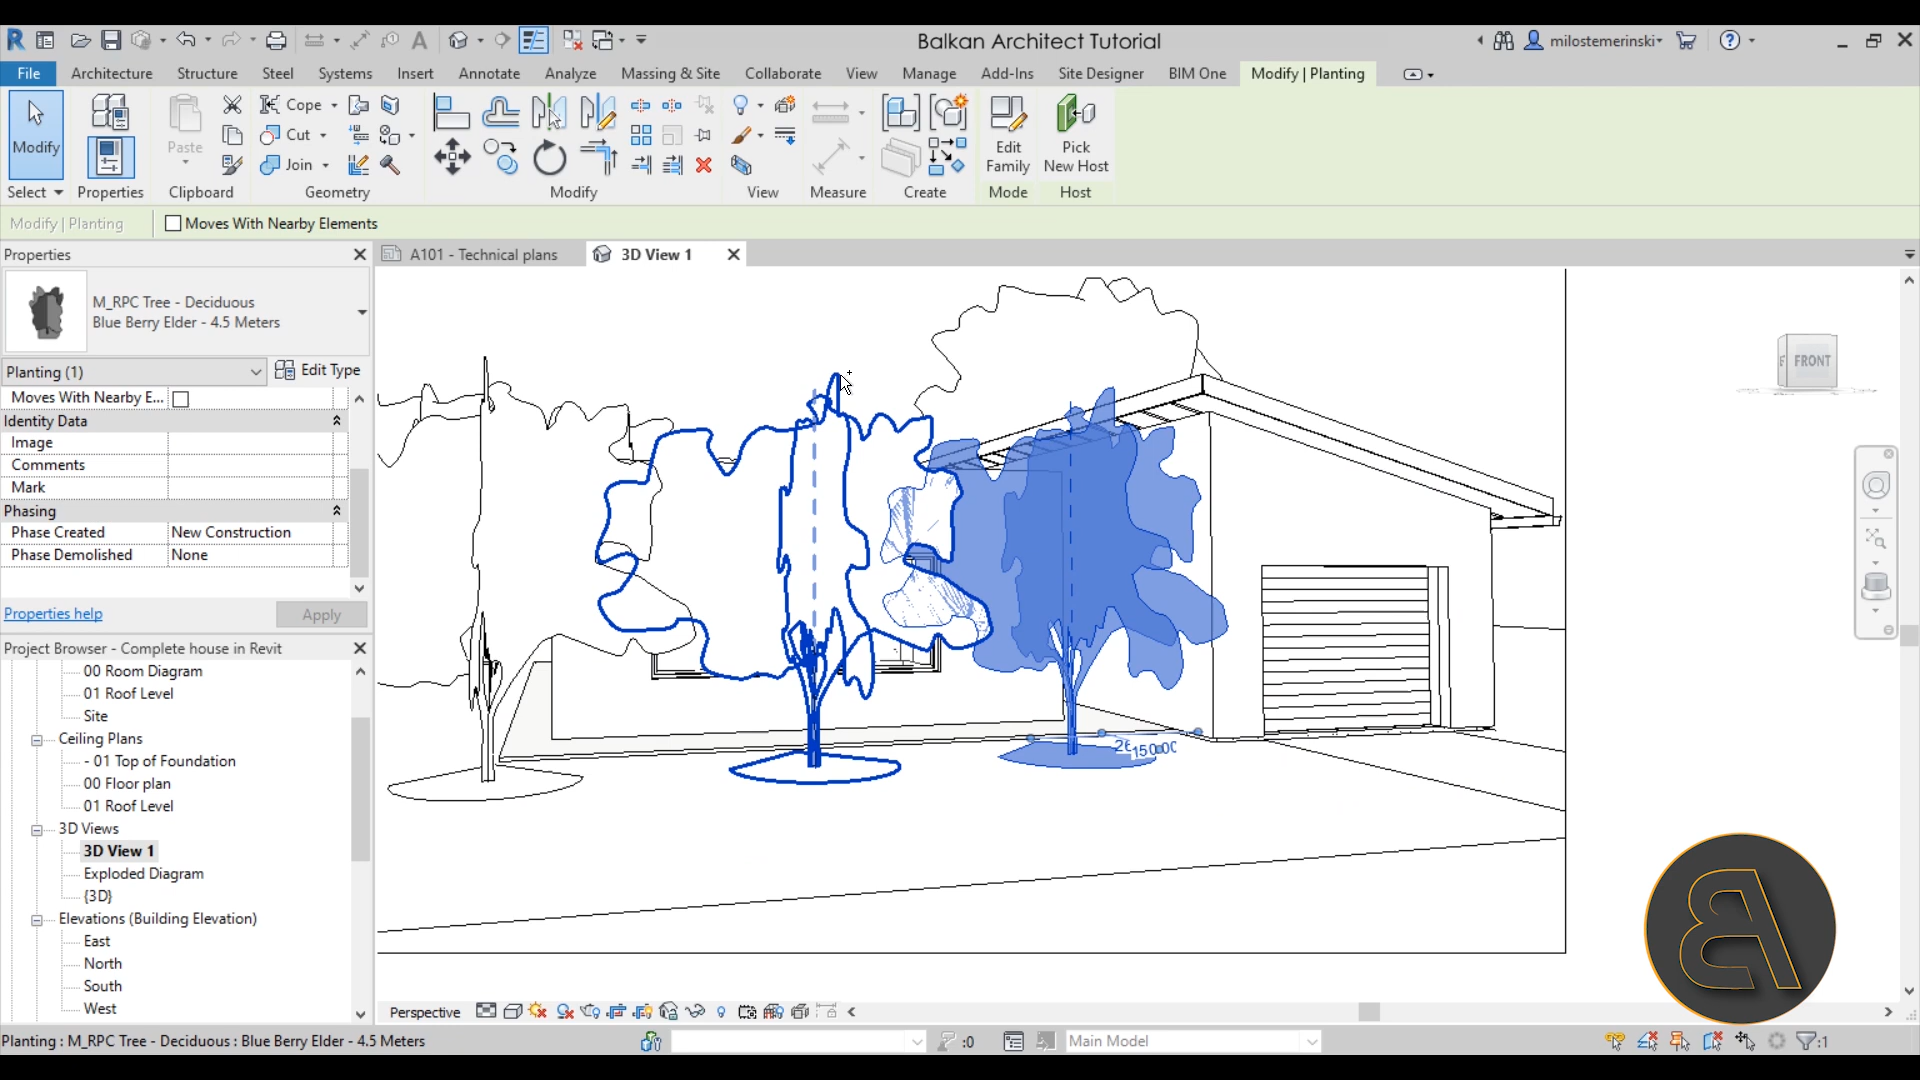 Balkan Architect Tutorial
milostemerinski
File
Architecture
Structure
Steel
Systems
Insert
Annotate
Analyze
Massing & Site
Collaborate
View
Manage
Add-Ins
Site Designer
BIM One
Modify | Planting
Modify
Paste
Cope
Cut
Join
Edit
Family
Pick
New Host
Select
Properties
Clipboard
Geometry
Modify
View
Measure
Create
Mode
Host
Modify | Planting
Moves With Nearby Elements
Properties
A101 - Technical plans
3D View 1
M_RPC Tree - Deciduous
Blue Berry Elder - 4.5 Meters
Planting (1)
Edit Type
Moves With Nearby E...
Identity Data
Image
Comments
Mark
Phasing
Phase Created New Construction
Phase Demolished None
Properties help
Apply
FRONT
Project Browser - Complete house in Revit
00 Room Diagram
01 Roof Level
Site
Ceiling Plans
- 01 Top of Foundation
00 Floor plan
01 Roof Level
3D Views
3D View 1
Exploded Diagram
{3D}
Elevations (Building Elevation)
East
North
South
West
Perspective
Planting : M_RPC Tree - Deciduous : Blue Berry Elder - 4.5 Meters
:0
Main Model
:1